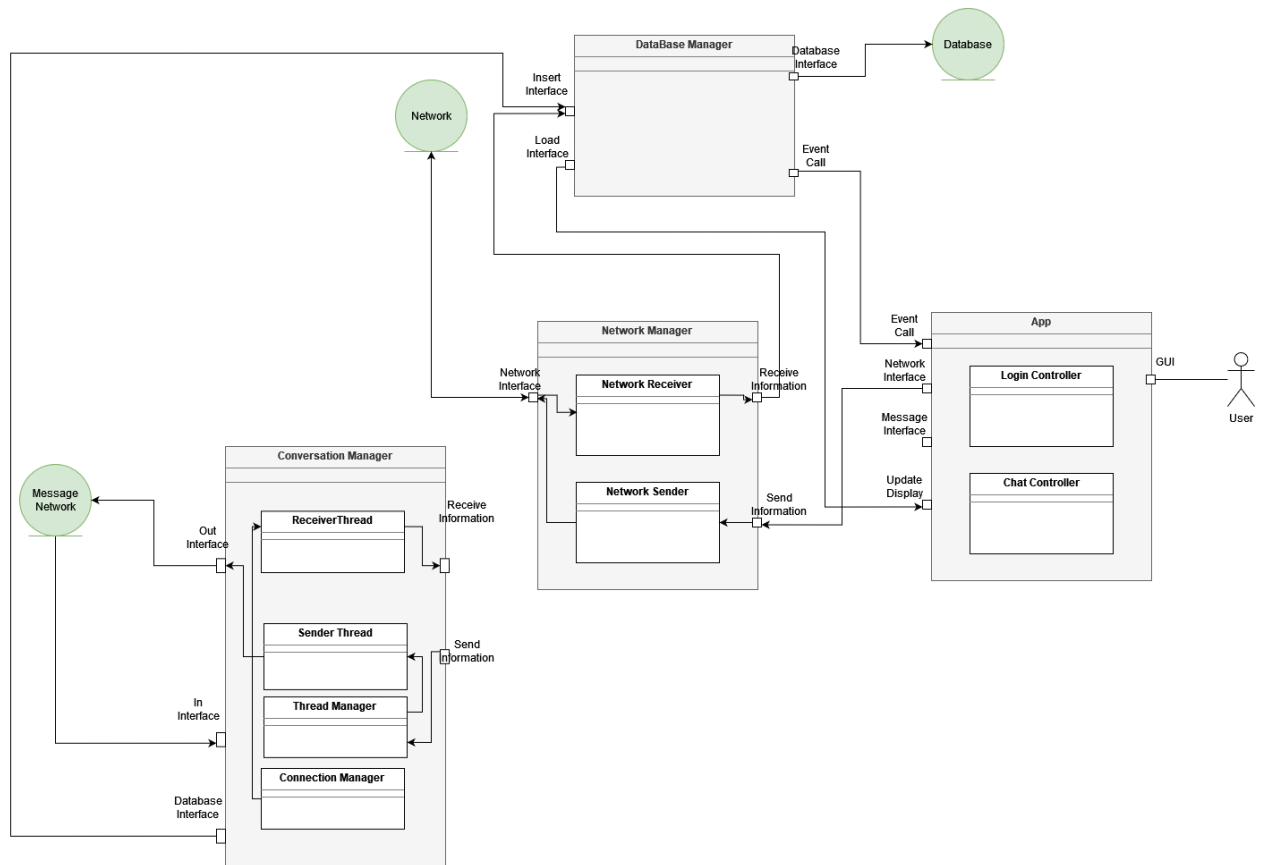 DataBase Manager
Database
Interface
Database
Insert
Interface
Network
Load
Interface
Event
Call
Network Manager
App
Event
Call
Network
Interface
Network Receiver
Receive
Information
Network
Interface
Login Controller
GUI
User
Message
Interface
Conversation Manager
Message
Network
Network Sender
Send
Information
Update
Display
Chat Controller
Out
Interface
ReceiverThread
Receive
Information
Sender Thread
Send
Information
In
Interface
Thread Manager
Connection Manager
Database
Interface